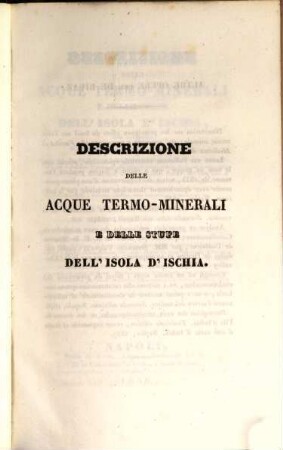 DESCRIZIONE
DELLE
ACQUE TERMO-MINERALI
E DELLE STUFE
DELL'ISOLA D'ISCHIA.